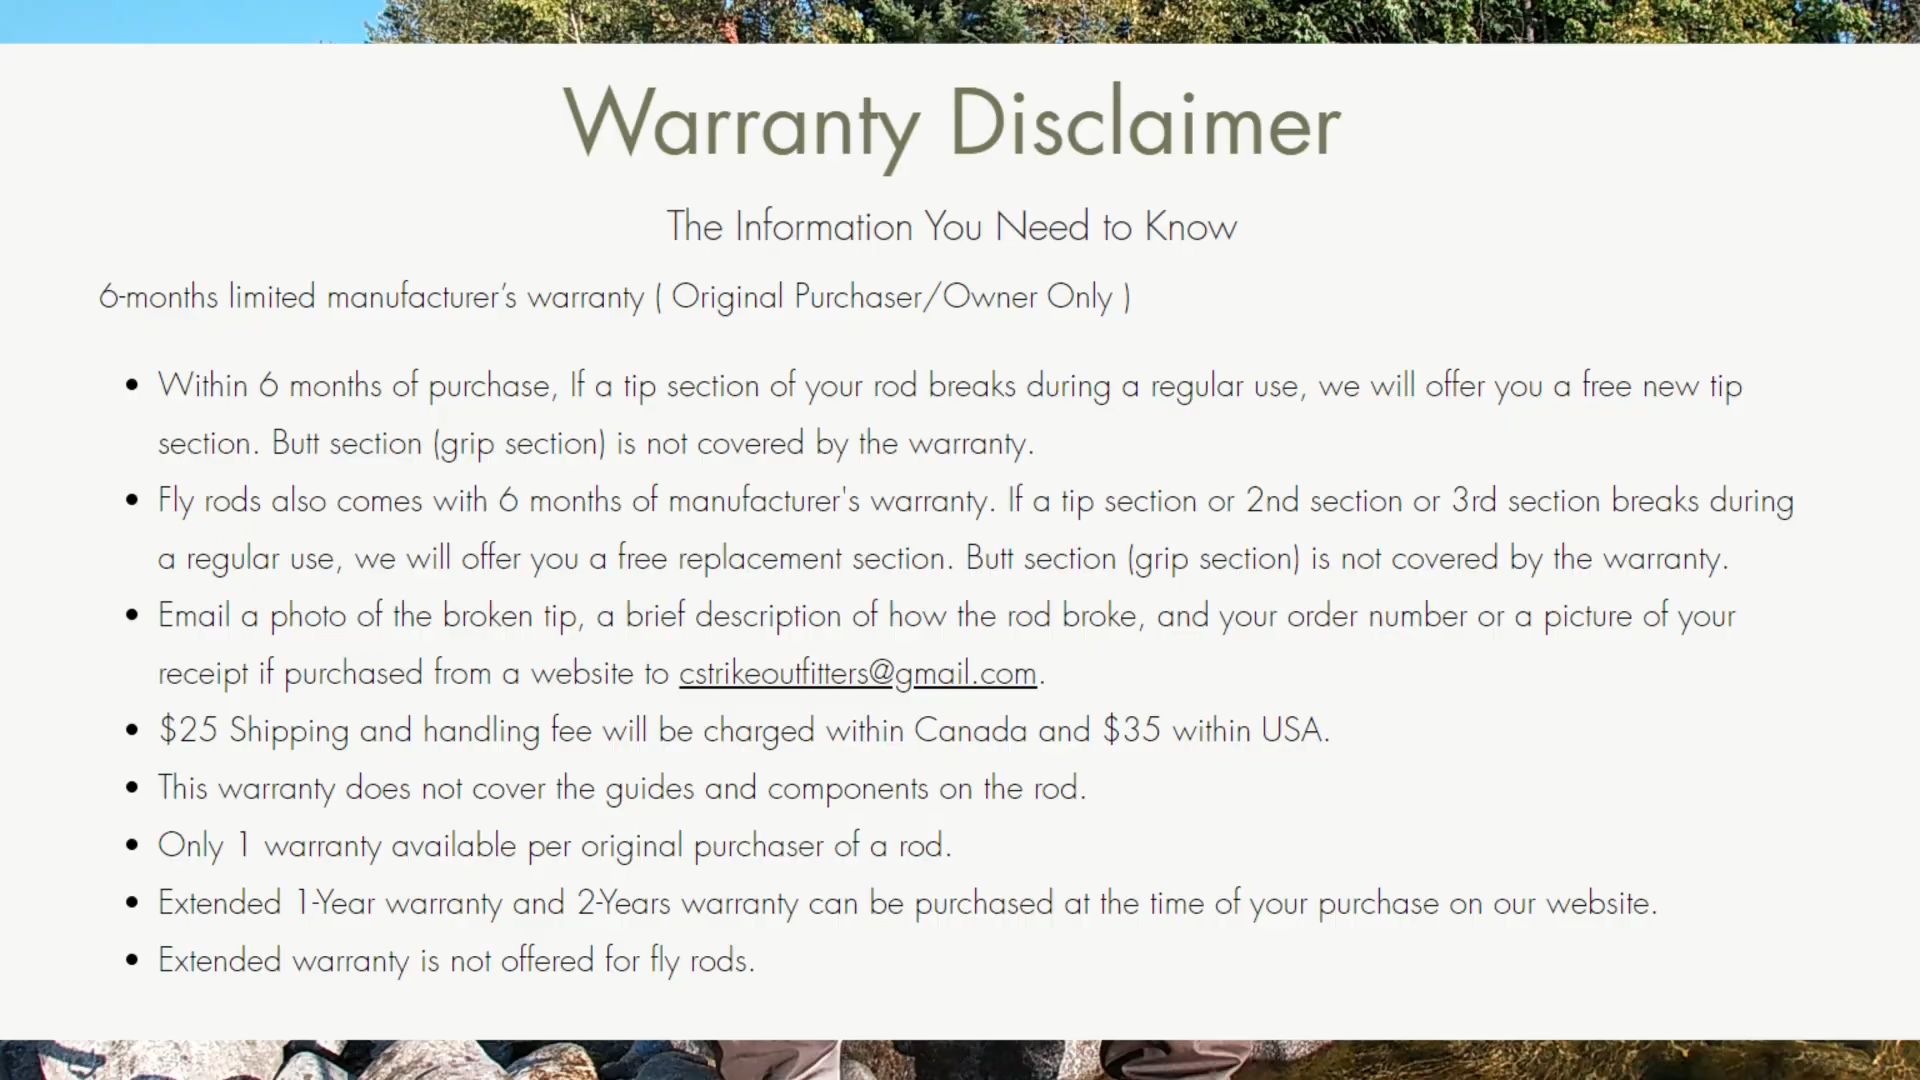 Warranty Disclaimer
The Information You Need to Know
6-months limited manufacturer’s warranty ( Original Purchaser/Owner Only )
• Within 6 months of purchase, If a tip section of your rod breaks during a regular use, we will offer you a free new tip
section. Butt section (grip section) is not covered by the warranty.
• Fly rods also comes with 6 months of manufacturer's warranty. If a tip section or 2nd section or 3rd section breaks during
a regular use, we will offer you a free replacement section. Butt section (grip section) is not covered by the warranty.
• Email a photo of the broken tip, a brief description of how the rod broke, and your order number or a picture of your
receipt if purchased from a website to cstrikeoutfitters@gmail.com.
• $25 Shipping and handling fee will be charged within Canada and $35 within USA.
• This warranty does not cover the guides and components on the rod.
• Only 1 warranty available per original purchaser of a rod.
• Extended 1-Year warranty and 2-Years warranty can be purchased at the time of your purchase on our website.
• Extended warranty is not offered for fly rods.